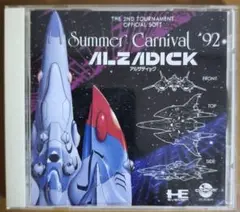 THE 2ND TOURNAMENT
OFFICIAL SOFT
Summer Carnival '92
ALZADICK
アルザディック
FRONT
TOP
SIDE
HE